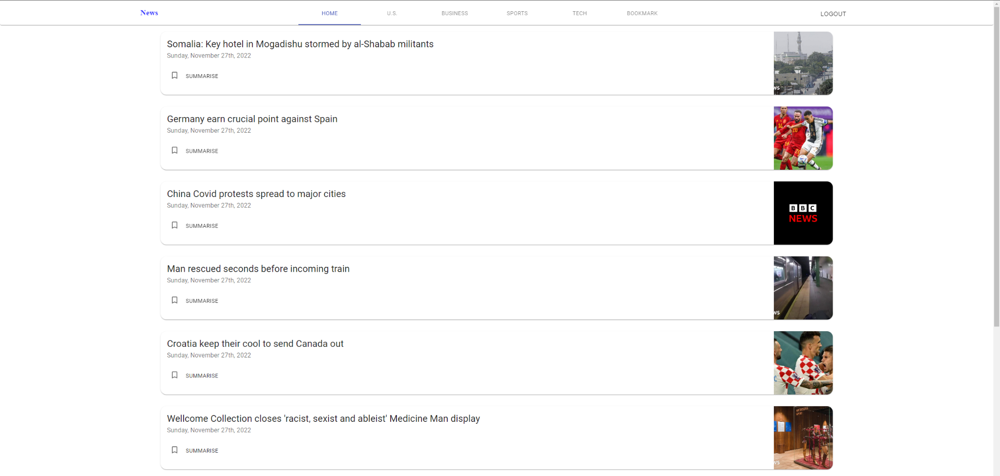 News
HOME
U.S.
BUSINESS
SPORTS
TECH
BOOKMARK
LOGOUT
Somalia: Key hotel in Mogadishu stormed by al-Shabab militants
Sunday, November 27th, 2022
SUMMARISE
WS
Germany earn crucial point against Spain
Sunday, November 27th, 2022
SUMMARISE
16
20
China Covid protests spread to major cities
Sunday, November 27th, 2022
SUMMARISE
BBC
NEWS
Man rescued seconds before incoming train
Sunday, November 27th, 2022
SUMMARISE
The
WS
Croatia keep their cool to send Canada out
Sunday, November 27th, 2022
SUMMARISE
Wellcome Collection closes 'racist, sexist and ableist' Medicine Man display
Sunday, November 27th, 2022
SUMMARISE
WS